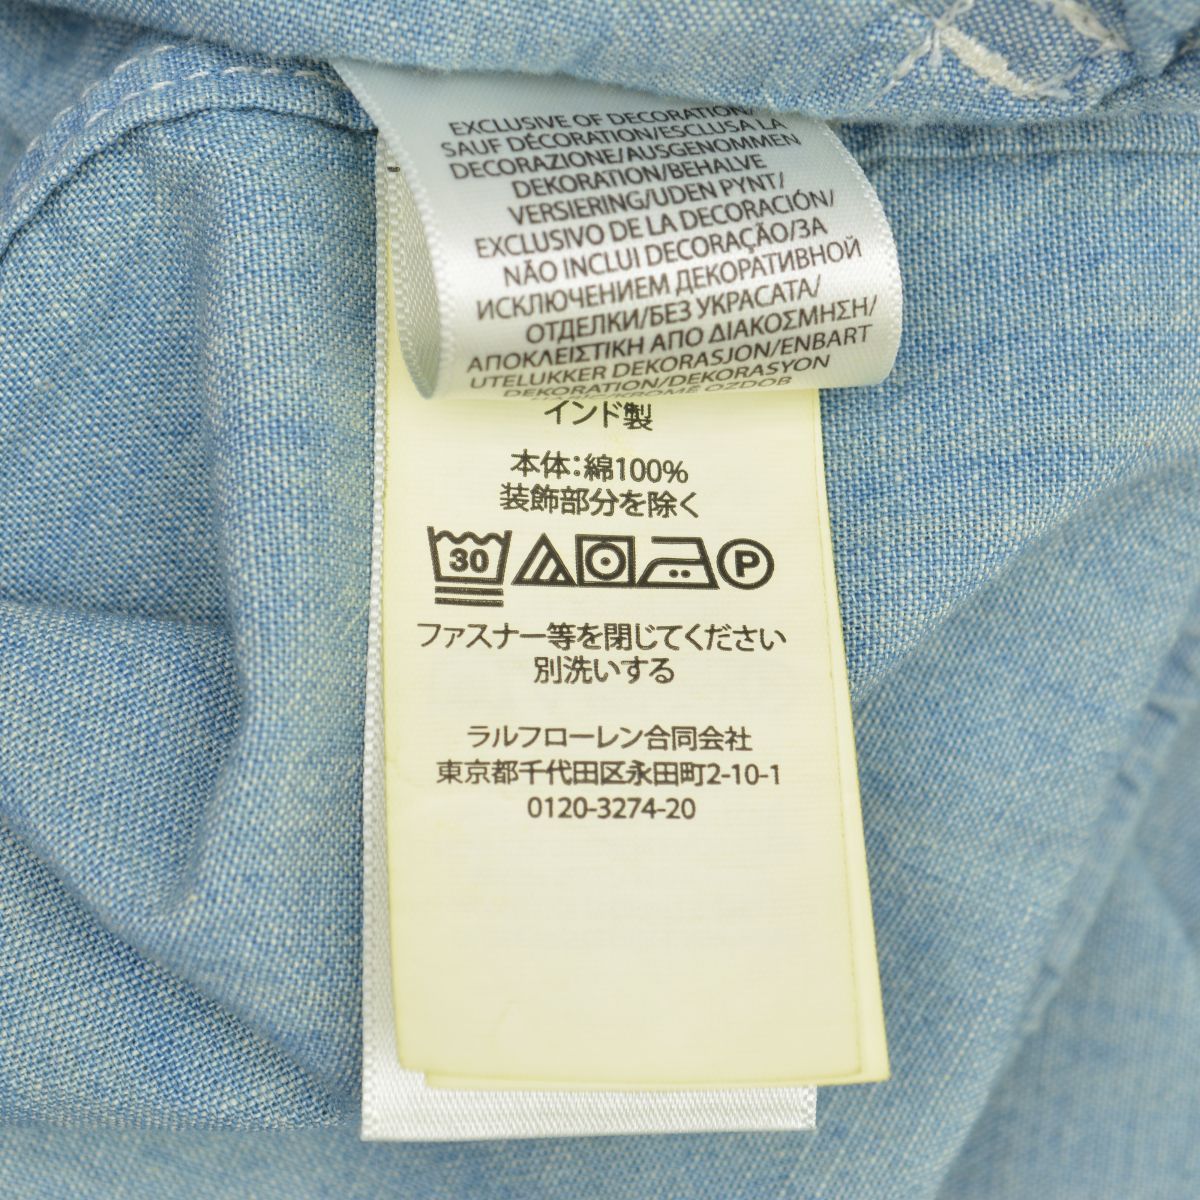 EXCLUSIVE OF DECORATION/
SAUF DÉCORATION/ESCLUSA LA
DECORAZIONE/AUSGENOMMEN
DEKORATION/BEHALVE
VERSIERING/UDEN PYNT/
EXCLUSIVO DE LA DECORACIÓN/
NÃO INCLUI DECORAÇÃO/ЗА
ИСКЛЮЧЕНИЕМ ДЕКОРАТИВНОЙ
ОТДЕЛКИ/БЕЗ УКРАСАТА/
ΑΠΟΚΛΕΙΣΤΙΚΗ ΑΠΟ ΔΙΑΚΟΣΜΗΣΗ/
UTELUKKER DEKORASJON/ENBART
DEKORATION/DEKORASYON
OZDOB
インド製
本体:綿100%
装飾部分を除く
30 P
ファスナー等を閉じてください
別洗いする
ラルフローレン合同会社
東京都千代田区永田町2-10-1
0120-3274-20